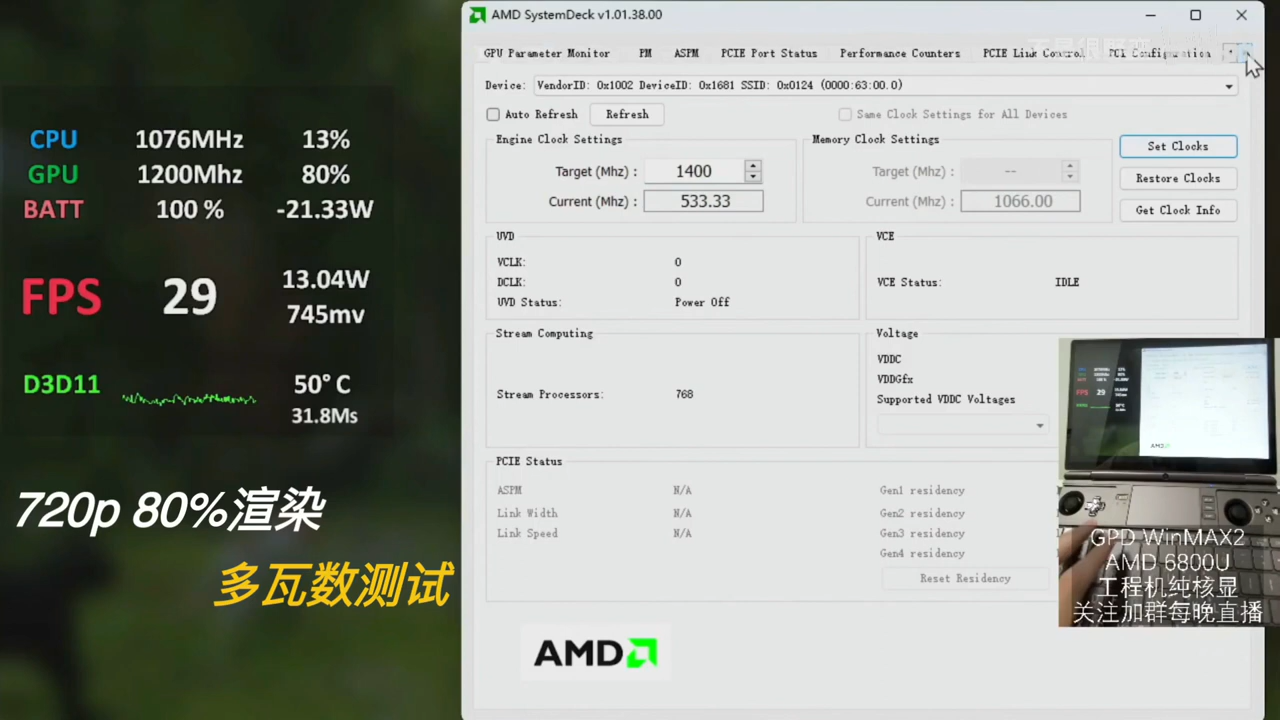 CPU 1076MHz 13%
GPU 1200Mhz 80%
BATT 100 % -21.33W
FPS 29 13.04W
745mv
D3D11 50°C
31.8Ms
720p 80%渲染
多瓦数测试
AMD SystemDeck v1.01.38.00
GPU Parameter Monitor PM ASPM PCIE Port Status Performance Counters PCIE Link Control PCI Configuration
Device: VendorID: 0x1002 DeviceID: 0x1681 SSID: 0x0124 (0000:63:00.0)
Auto Refresh Refresh Same Clock Settings for All Devices
Engine Clock Settings Memory Clock Settings Set Clocks
Target (Mhz) : 1400 Target (Mhz) : -- Restore Clocks
Current (Mhz) : 533.33 Current (Mhz) : 1066.00 Get Clock Info
UVD VCE
VCLK: 0
DCLK: 0 VCE Status: IDLE
UVD Status: Power Off
Stream Computing Voltage
VDDC
VDDGfx
Stream Processors: 768 Supported VDDC Voltages
PCIE Status
ASPM N/A Gen1 residency
Link Width N/A Gen2 residency
Link Speed N/A Gen3 residency
Gen4 residency
Reset Residency
AMD
GPD WinMAX2
AMD 6800U
工程机纯核显
关注加群每晚直播